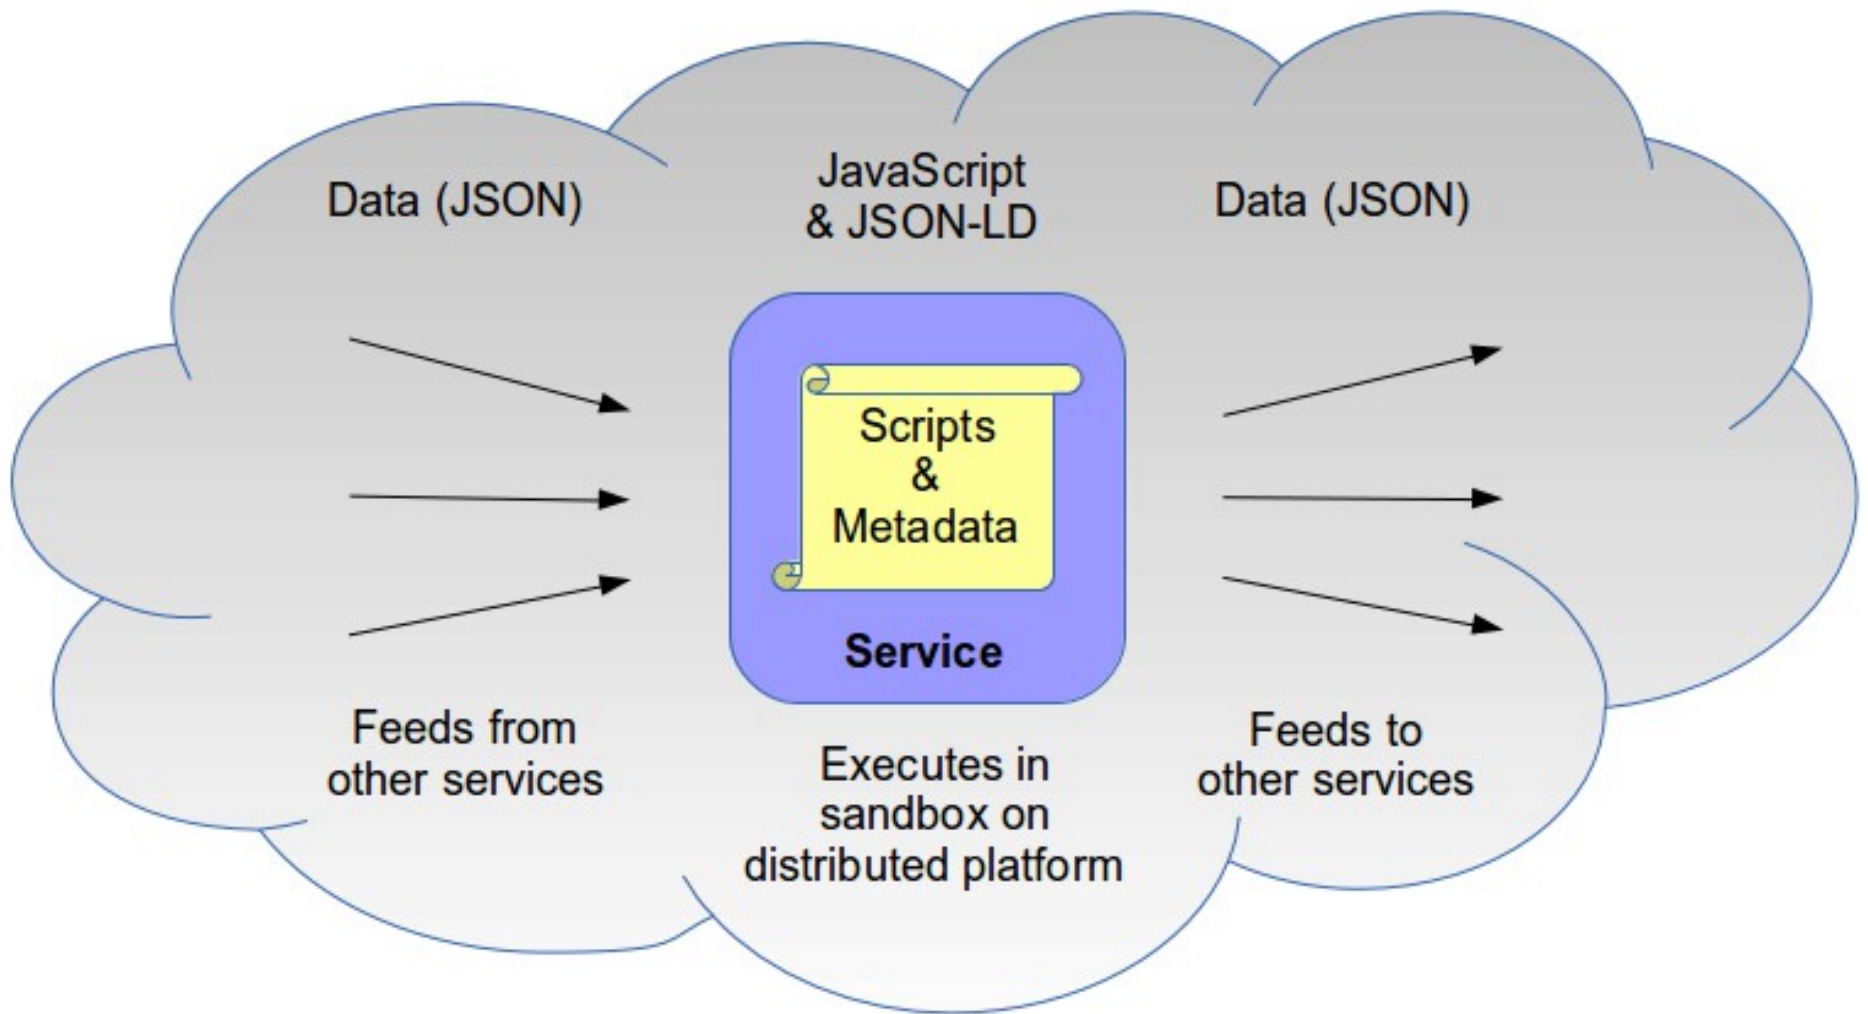 Data (JSON)
JavaScript
& JSON-LD
Data (JSON)
Scripts
&
Metadata
Service
Feeds from
other services
Executes in
sandbox on
distributed platform
Feeds to
other services